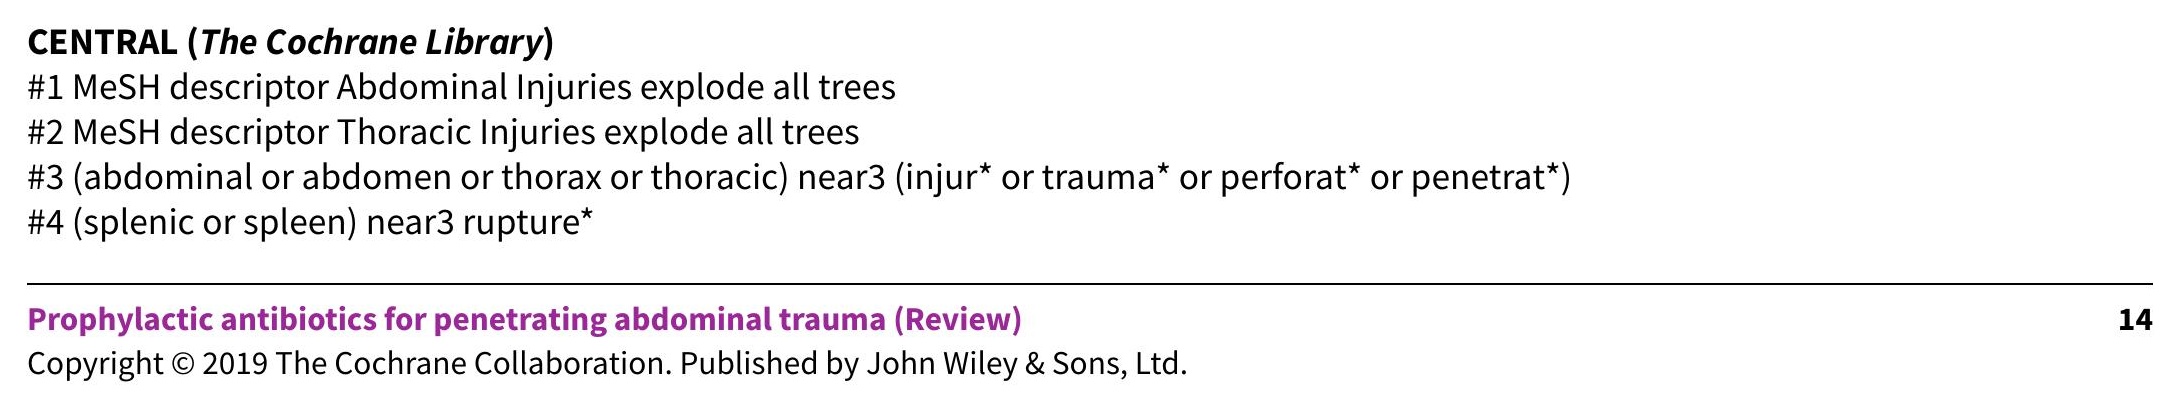 CENTRAL (The Cochrane Library)
#1 MeSH descriptor Abdominal Injuries explode all trees
#2 MeSH descriptor Thoracic Injuries explode all trees
#3 (abdominal or abdomen or thorax or thoracic) near3 (injur* or trauma* or perforat* or penetrat*)
#4 (splenic or spleen) near3 rupture*
Prophylactic antibiotics for penetrating abdominal trauma (Review) 14
Copyright © 2019 The Cochrane Collaboration. Published by John Wiley & Sons, Ltd.